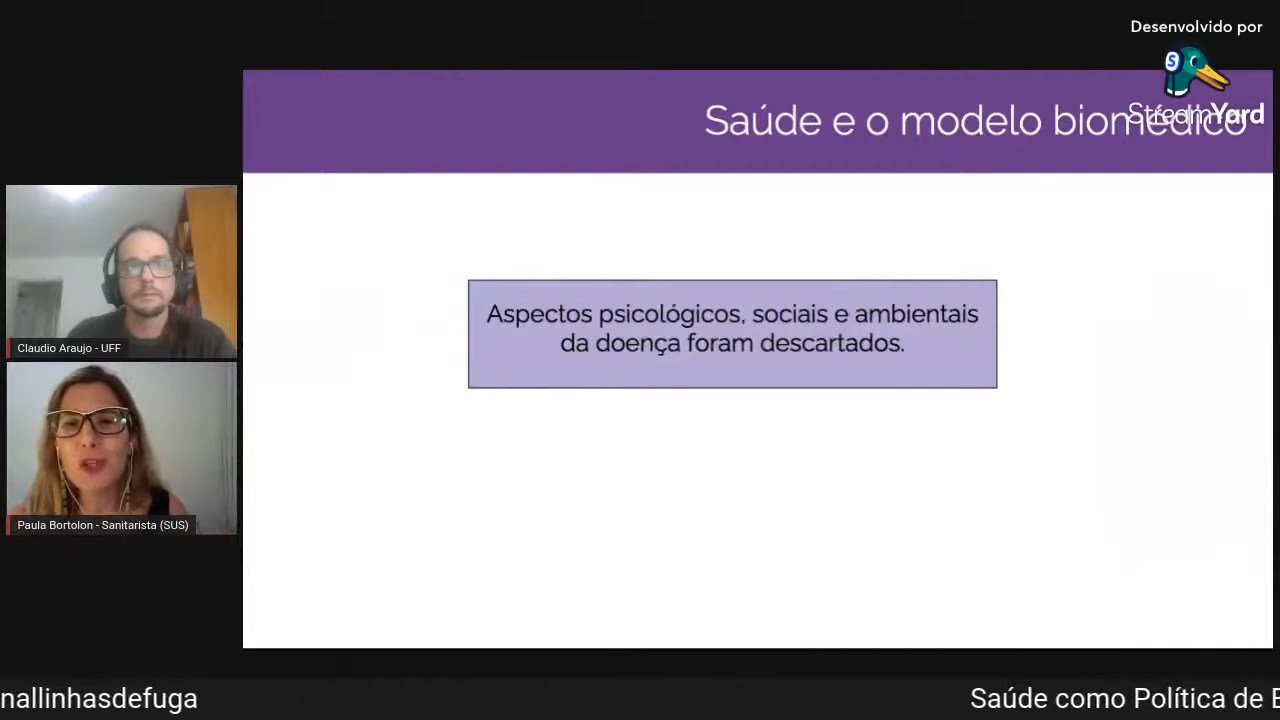 Desenvolvido por
StreamYard
Saúde e o modelo biomédico
Aspectos psicológicos, sociais e ambientais
da doença foram descartados.
Claudio Araujo - UFF
Paula Bortolon - Sanitarista (SUS)
nallinhasdefuga
Saúde como Política de E